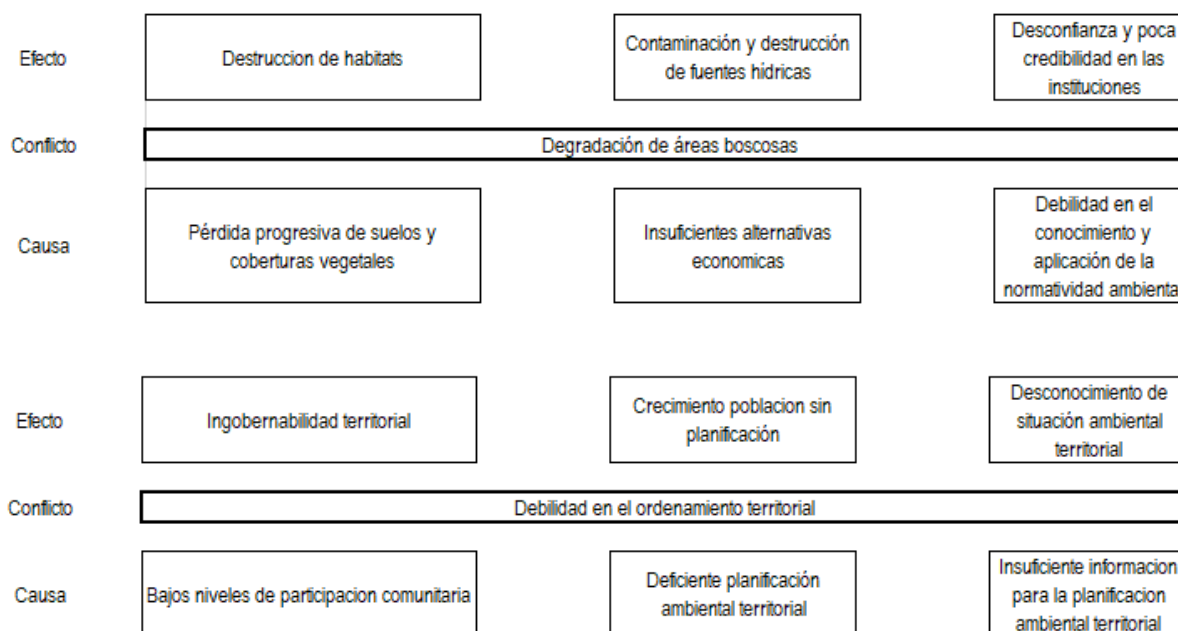 Efecto
Destruccion de habitats
Contaminación y destrucción
de fuentes hídricas
Desconfianza y poca
credibilidad en las
instituciones
Conflicto
Degradación de áreas boscosas
Causa
Pérdida progresiva de suelos y
coberturas vegetales
Insuficientes alternativas
economicas
Debilidad en el
conocimiento y
aplicación de la
normatividad ambienta
Efecto
Ingobernabilidad territorial
Crecimiento poblacion sin
planificación
Desconocimiento de
situación ambiental
territorial
Conflicto
Debilidad en el ordenamiento territorial
Causa
Bajos niveles de participacion comunitaria
Deficiente planificación
ambiental territorial
Insuficiente informacion
para la planificacion
ambiental territorial